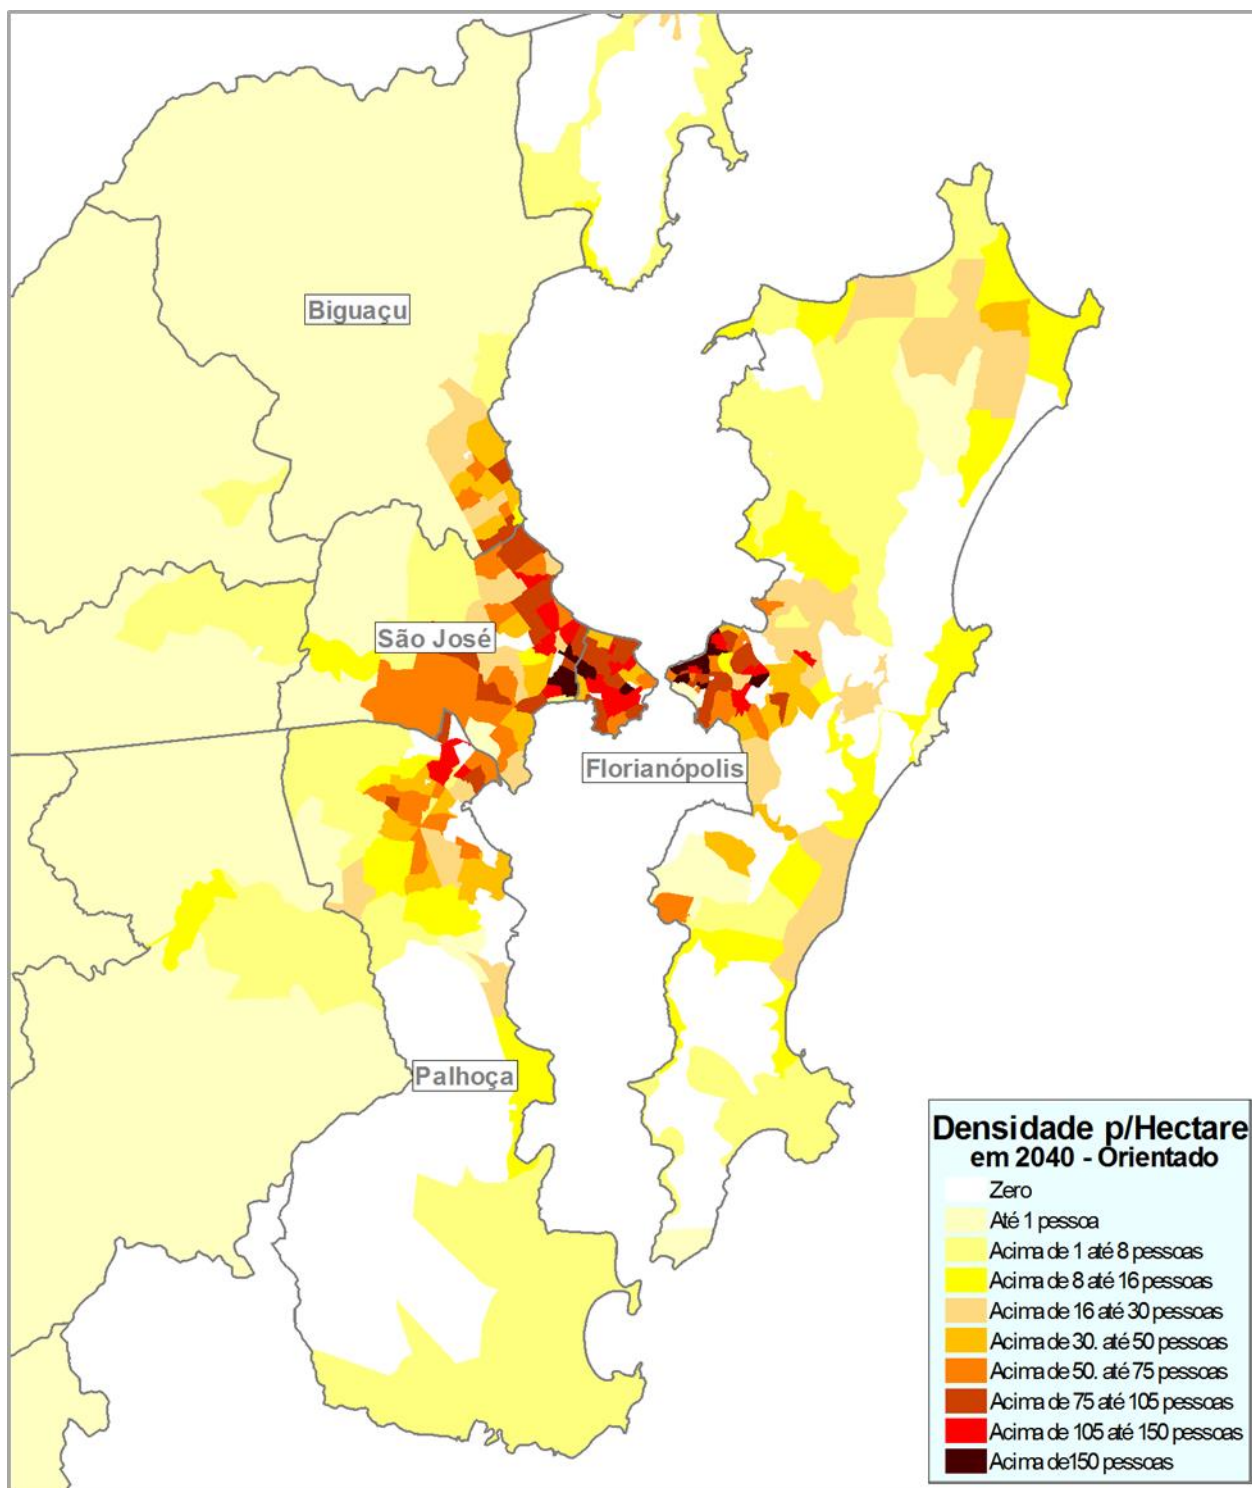 Biguaçu
São José
Florianópolis
Palhoça
Densidade p/Hectare
em 2040 - Orientado
Zero
Até 1 pessoa
Acima de 1 até 8 pessoas
Acima de 8 até 16 pessoas
Acima de 16 até 30 pessoas
Acima de 30. até 50 pessoas
Acima de 50. até 75 pessoas
Acima de 75 até 105 pessoas
Acima de 105 até 150 pessoas
Acima de150 pessoas